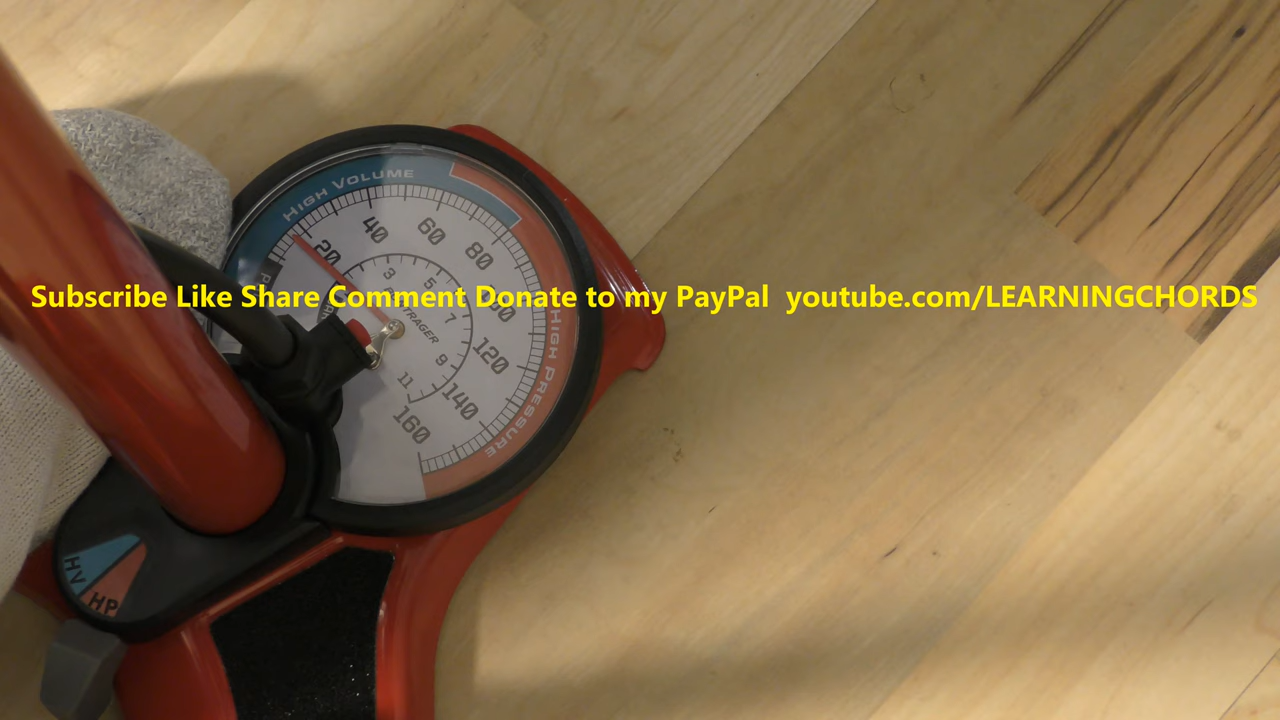 HIGH VOLUME
20
40
60
80
120
140
160
3
5
7
9
11
HIGH PRESSURE
Subscribe Like Share Comment Donate to my PayPal youtube.com/LEARNINGCHORDS
HV
HP